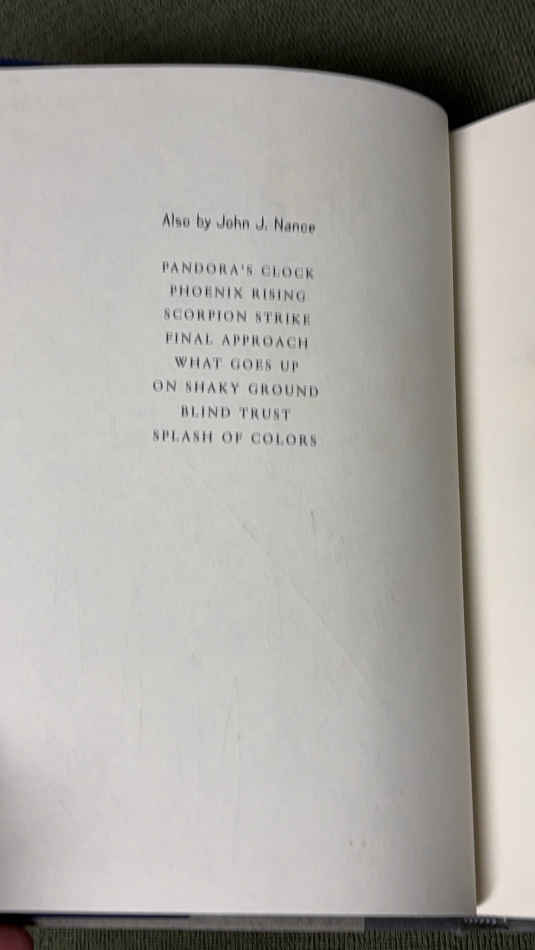 Also by John J. Nance
PANDORA'S CLOCK
PHOENIX RISING
SCORPION STRIKE
FINAL APPROACH
WHAT GOES UP
ON SHAKY GROUND
BLIND TRUST
SPLASH OF COLORS